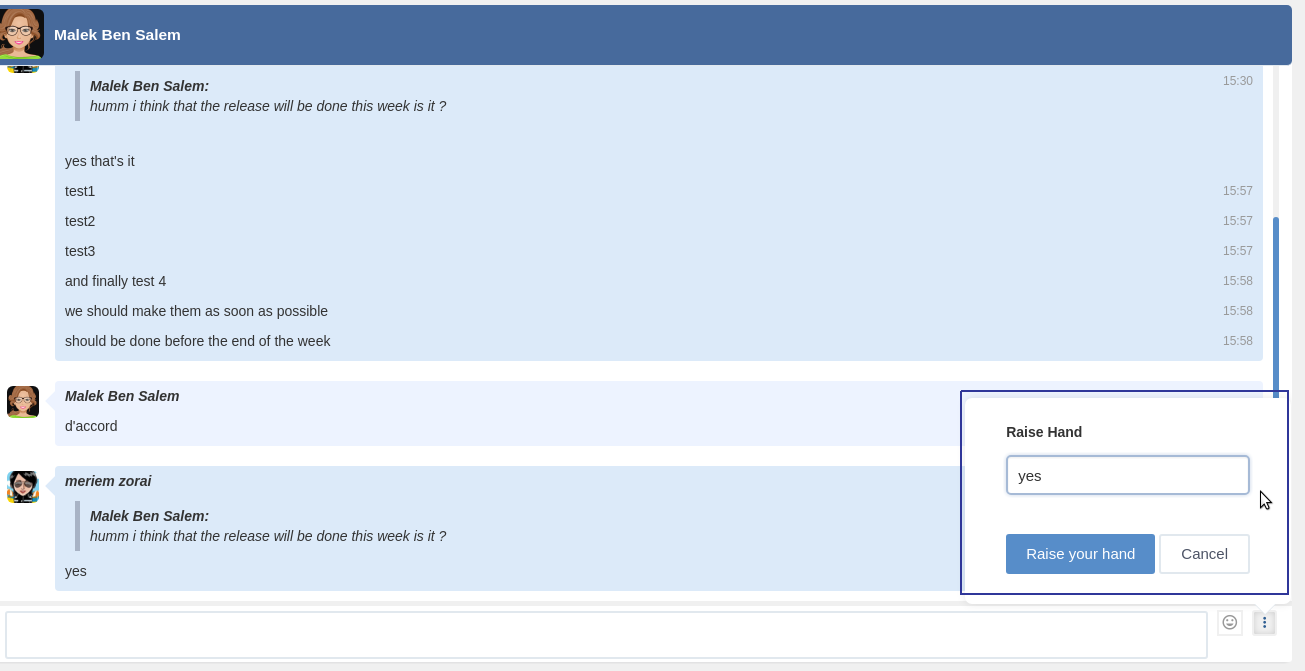 Malek Ben Salem
Malek Ben Salem:
15:30
humm i think that the release will be done this week is it ?
yes that's it
test1 15:57
test2 15:57
test3 15:57
and finally test 4 15:58
we should make them as soon as possible 15:58
should be done before the end of the week 15:58
Malek Ben Salem
d'accord
meriem zorai
Malek Ben Salem:
humm i think that the release will be done this week is it ?
yes
Raise Hand
yes
Raise your hand Cancel